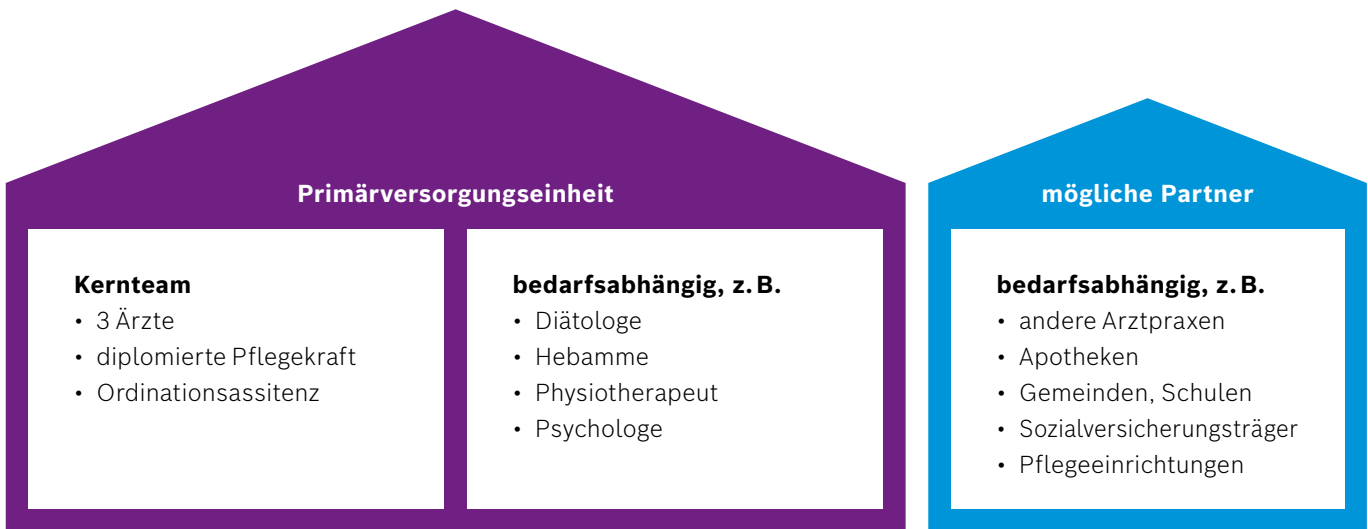 Primärversorgungseinheit
Kernteam
• 3 Ärzte
• diplomierte Pflegekraft
• Ordinationsassitenz
bedarfsabhängig, z. B.
• Diätologe
• Hebamme
• Physiotherapeut
• Psychologe
mögliche Partner
bedarfsabhängig, z. B.
• andere Arztpraxen
• Apotheken
• Gemeinden, Schulen
• Sozialversicherungsträger
• Pflegeeinrichtungen